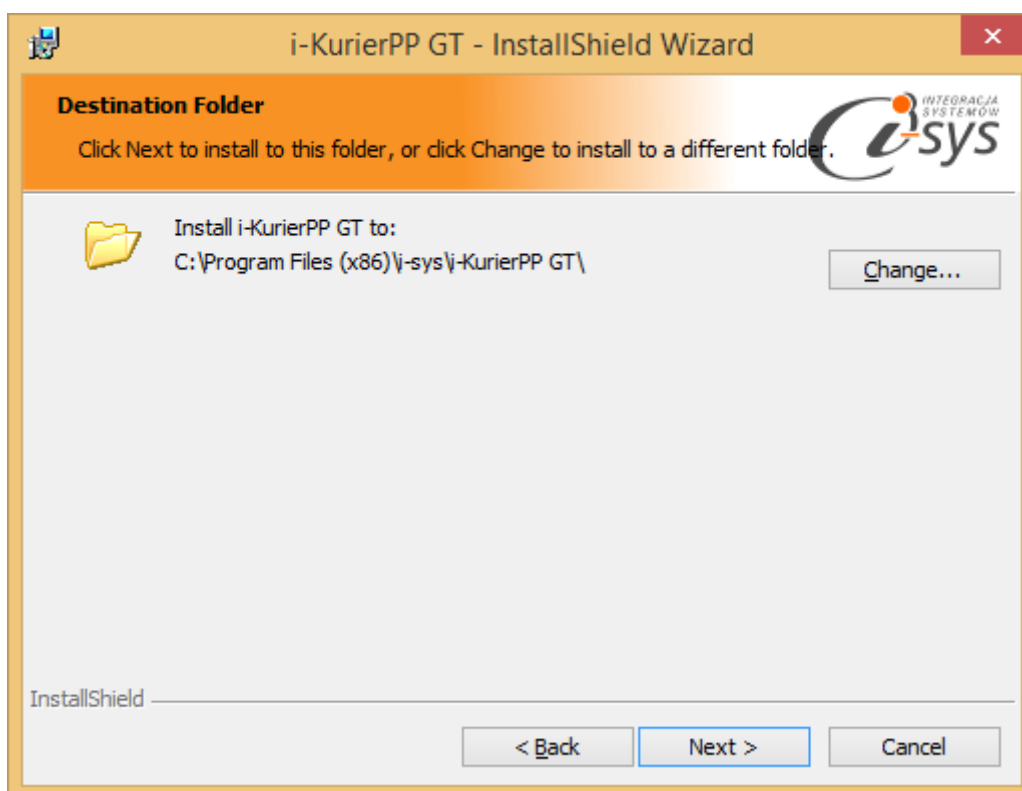 i-KurierPP GT - InstallShield Wizard
Destination Folder
INTEGRACJA
SYSTEMÓW
i-sys
Click Next to install to this folder, or click Change to install to a different folder.
Install i-KurierPP GT to:
C:\Program Files (x86)\i-sys\i-KurierPP GT\
Change...
InstallShield
< Back
Next >
Cancel